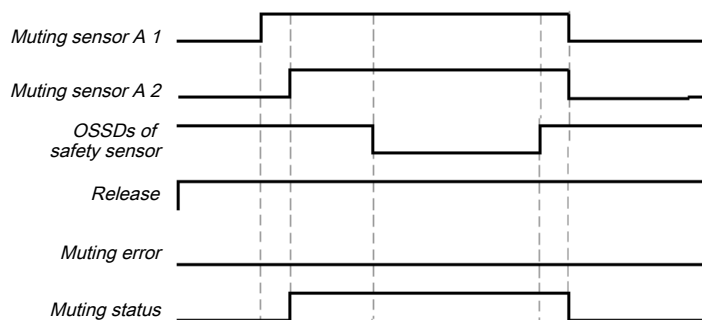 Muting sensor A 1
Muting sensor A 2
OSSDs of
safety sensor
Release
Muting error
Muting status